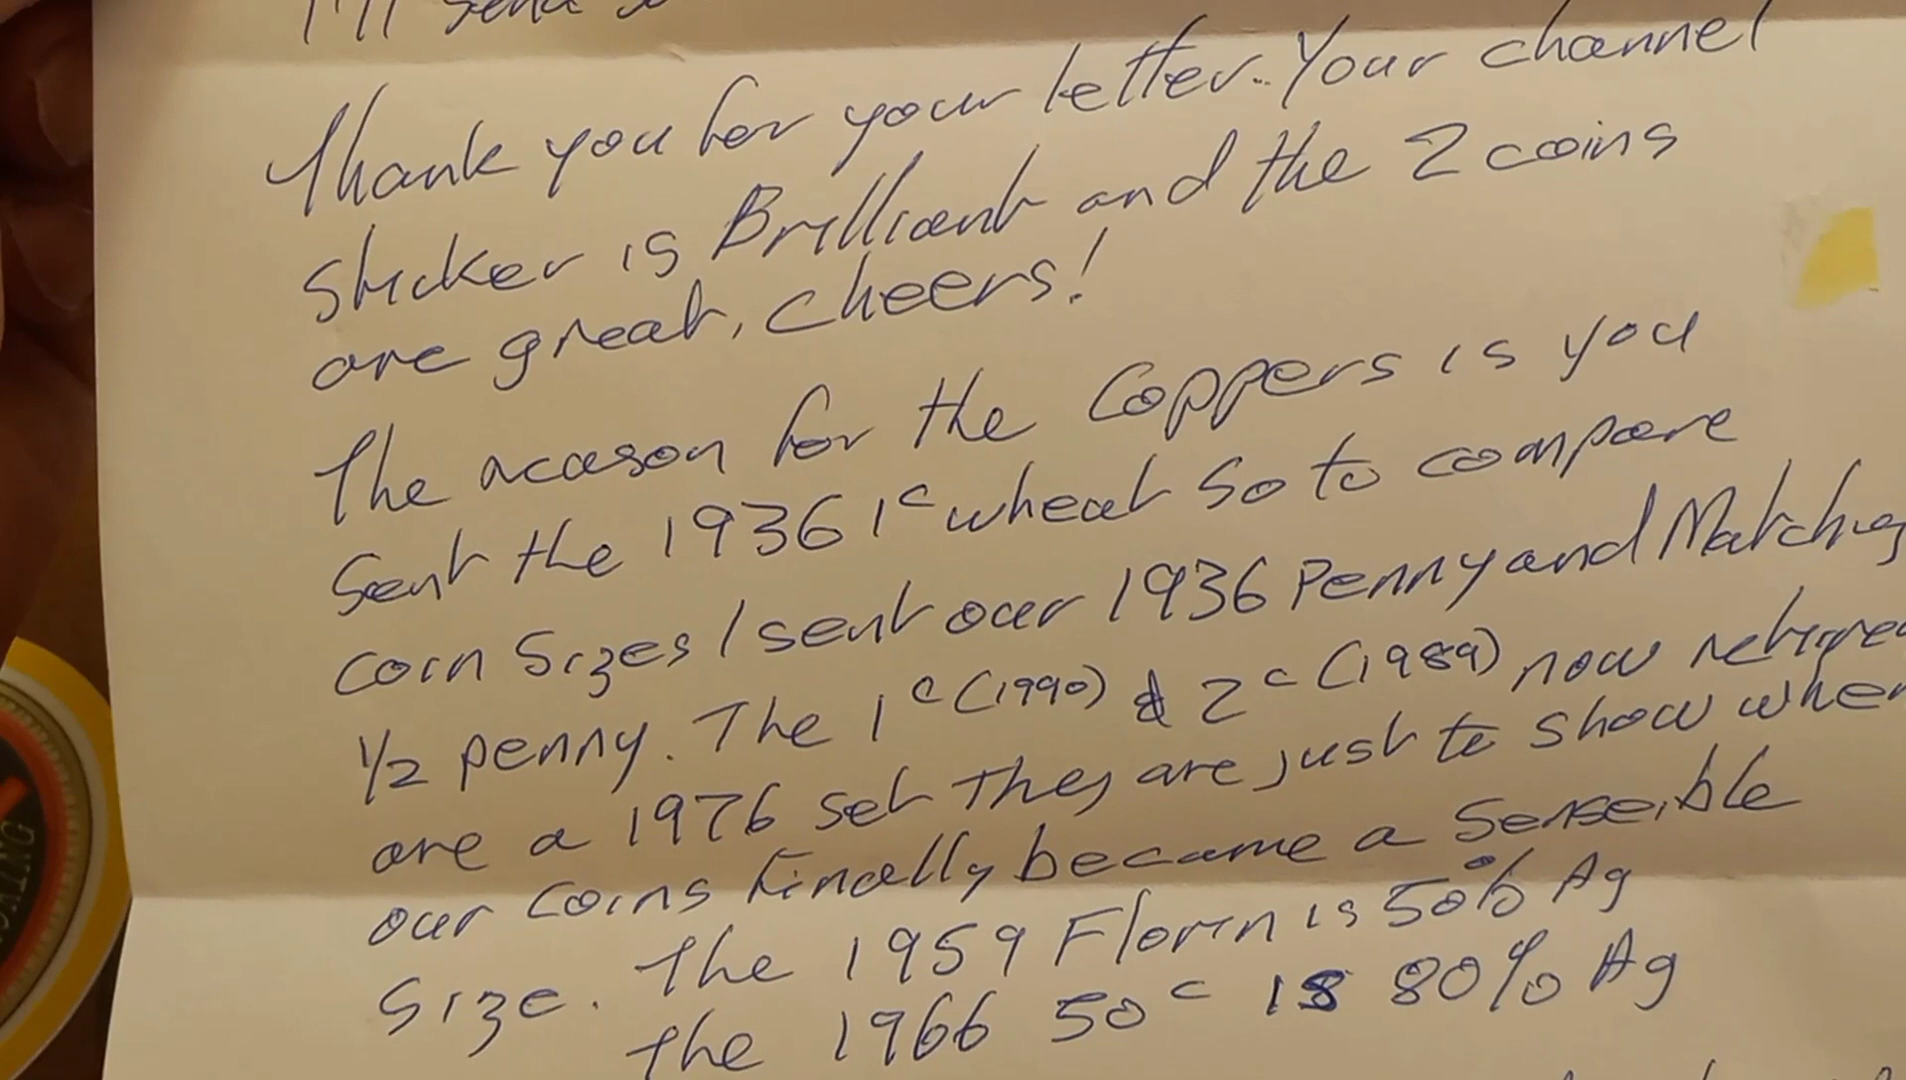 I'll send
Thank you for your letter. Your channel
sticker is Brilliant and the 2 coins
are great, cheers!
The reason for the Coppers is you
sent the 1936 1c wheat so to compare
coin sizes I sent our 1936 Penny and Matching
1/2 penny. The 1c (1990) & 2c (1989) now retired
are a 1976 set They are just to show when
our coins finally became a senseible
size. The 1959 Florin is 50% Ag
The 1966 50c is 80% Ag
KING